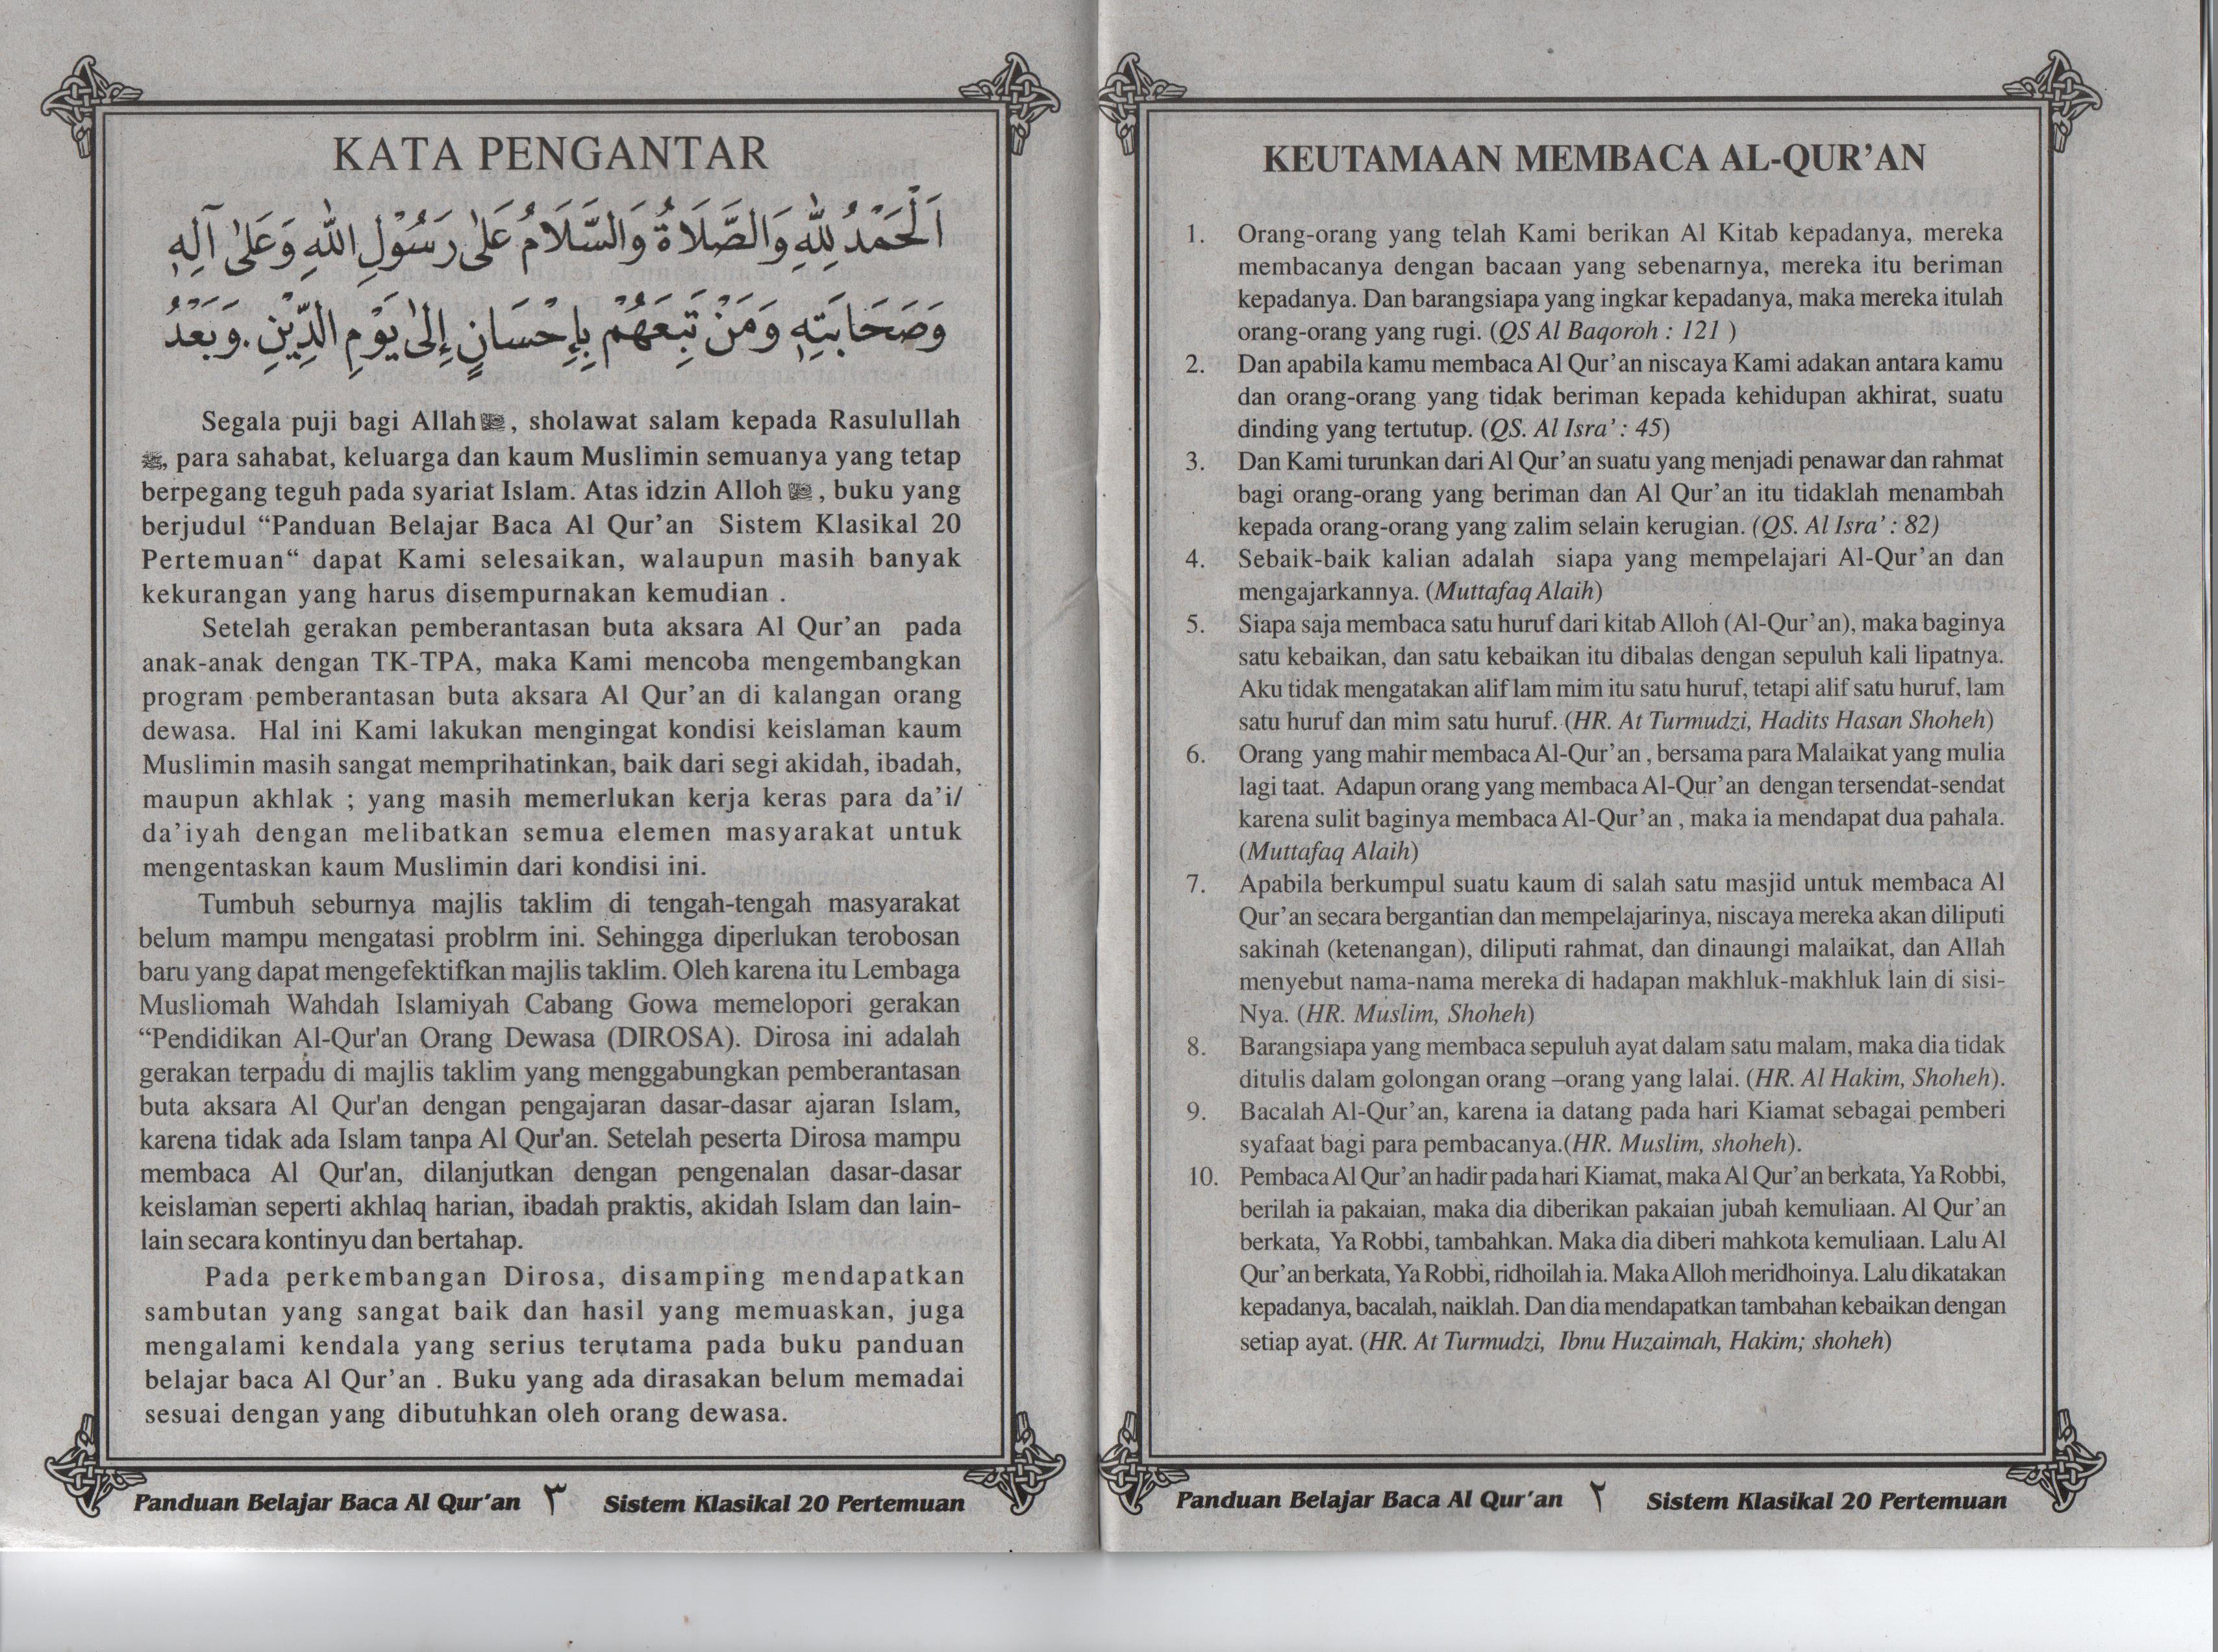 KATA PENGANTAR
اَلْحَمْدُ لِلّٰهِ وَالصَّلَاةُ وَالسَّلَامُ عَلٰى رَسُوْلِ اللّٰهِ وَعَلٰى آلِهٖ
وَصَحَابَتِهٖ وَمَنْ تَبِعَهُمْ بِإِحْسَانٍ إِلٰى يَوْمِ الدِّيْنِ. وَبَعْدُ
Segala puji bagi Allah , sholawat salam kepada Rasulullah
ﷺ, para sahabat, keluarga dan kaum Muslimin semuanya yang tetap
berpegang teguh pada syariat Islam. Atas idzin Alloh , buku yang
berjudul “Panduan Belajar Baca Al Qur’an Sistem Klasikal 20
Pertemuan“ dapat Kami selesaikan, walaupun masih banyak
kekurangan yang harus disempurnakan kemudian .
Setelah gerakan pemberantasan buta aksara Al Qur’an pada
anak-anak dengan TK-TPA, maka Kami mencoba mengembangkan
program pemberantasan buta aksara Al Qur’an di kalangan orang
dewasa. Hal ini Kami lakukan mengingat kondisi keislaman kaum
Muslimin masih sangat memprihatinkan, baik dari segi akidah, ibadah,
maupun akhlak ; yang masih memerlukan kerja keras para da’i/
da’iyah dengan melibatkan semua elemen masyarakat untuk
mengentaskan kaum Muslimin dari kondisi ini.
Tumbuh seburnya majlis taklim di tengah-tengah masyarakat
belum mampu mengatasi problrm ini. Sehingga diperlukan terobosan
baru yang dapat mengefektifkan majlis taklim. Oleh karena itu Lembaga
Musliomah Wahdah Islamiyah Cabang Gowa memelopori gerakan
“Pendidikan Al-Qur'an Orang Dewasa (DIROSA). Dirosa ini adalah
gerakan terpadu di majlis taklim yang menggabungkan pemberantasan
buta aksara Al Qur'an dengan pengajaran dasar-dasar ajaran Islam,
karena tidak ada Islam tanpa Al Qur'an. Setelah peserta Dirosa mampu
membaca Al Qur'an, dilanjutkan dengan pengenalan dasar-dasar
keislaman seperti akhlaq harian, ibadah praktis, akidah Islam dan lain-
lain secara kontinyu dan bertahap.
Pada perkembangan Dirosa, disamping mendapatkan
sambutan yang sangat baik dan hasil yang memuaskan, juga
mengalami kendala yang serius terutama pada buku panduan
belajar baca Al Qur’an . Buku yang ada dirasakan belum memadai
sesuai dengan yang dibutuhkan oleh orang dewasa.
Panduan Belajar Baca Al Qur’an ٣ Sistem Klasikal 20 Pertemuan
KEUTAMAAN MEMBACA AL-QUR’AN
1. Orang-orang yang telah Kami berikan Al Kitab kepadanya, mereka
membacanya dengan bacaan yang sebenarnya, mereka itu beriman
kepadanya. Dan barangsiapa yang ingkar kepadanya, maka mereka itulah
orang-orang yang rugi. (QS Al Baqoroh : 121 )
2. Dan apabila kamu membaca Al Qur’an niscaya Kami adakan antara kamu
dan orang-orang yang tidak beriman kepada kehidupan akhirat, suatu
dinding yang tertutup. (QS. Al Isra’ : 45)
3. Dan Kami turunkan dari Al Qur’an suatu yang menjadi penawar dan rahmat
bagi orang-orang yang beriman dan Al Qur’an itu tidaklah menambah
kepada orang-orang yang zalim selain kerugian. (QS. Al Isra’ : 82)
4. Sebaik-baik kalian adalah siapa yang mempelajari Al-Qur’an dan
mengajarkannya. (Muttafaq Alaih)
5. Siapa saja membaca satu huruf dari kitab Alloh (Al-Qur’an), maka baginya
satu kebaikan, dan satu kebaikan itu dibalas dengan sepuluh kali lipatnya.
Aku tidak mengatakan alif lam mim itu satu huruf, tetapi alif satu huruf, lam
satu huruf dan mim satu huruf. (HR. At Turmudzi, Hadits Hasan Shoheh)
6. Orang yang mahir membaca Al-Qur’an , bersama para Malaikat yang mulia
lagi taat. Adapun orang yang membaca Al-Qur’an dengan tersendat-sendat
karena sulit baginya membaca Al-Qur’an , maka ia mendapat dua pahala.
(Muttafaq Alaih)
7. Apabila berkumpul suatu kaum di salah satu masjid untuk membaca Al
Qur’an secara bergantian dan mempelajarinya, niscaya mereka akan diliputi
sakinah (ketenangan), diliputi rahmat, dan dinaungi malaikat, dan Allah
menyebut nama-nama mereka di hadapan makhluk-makhluk lain di sisi-
Nya. (HR. Muslim, Shoheh)
8. Barangsiapa yang membaca sepuluh ayat dalam satu malam, maka dia tidak
ditulis dalam golongan orang –orang yang lalai. (HR. Al Hakim, Shoheh).
9. Bacalah Al-Qur’an, karena ia datang pada hari Kiamat sebagai pemberi
syafaat bagi para pembacanya.(HR. Muslim, shoheh).
10. Pembaca Al Qur’an hadir pada hari Kiamat, maka Al Qur’an berkata, Ya Robbi,
berilah ia pakaian, maka dia diberikan pakaian jubah kemuliaan. Al Qur’an
berkata, Ya Robbi, tambahkan. Maka dia diberi mahkota kemuliaan. Lalu Al
Qur’an berkata, Ya Robbi, ridhoilah ia. Maka Alloh meridhoinya. Lalu dikatakan
kepadanya, bacalah, naiklah. Dan dia mendapatkan tambahan kebaikan dengan
setiap ayat. (HR. At Turmudzi, Ibnu Huzaimah, Hakim; shoheh)
Panduan Belajar Baca Al Qur’an ٢ Sistem Klasikal 20 Pertemuan